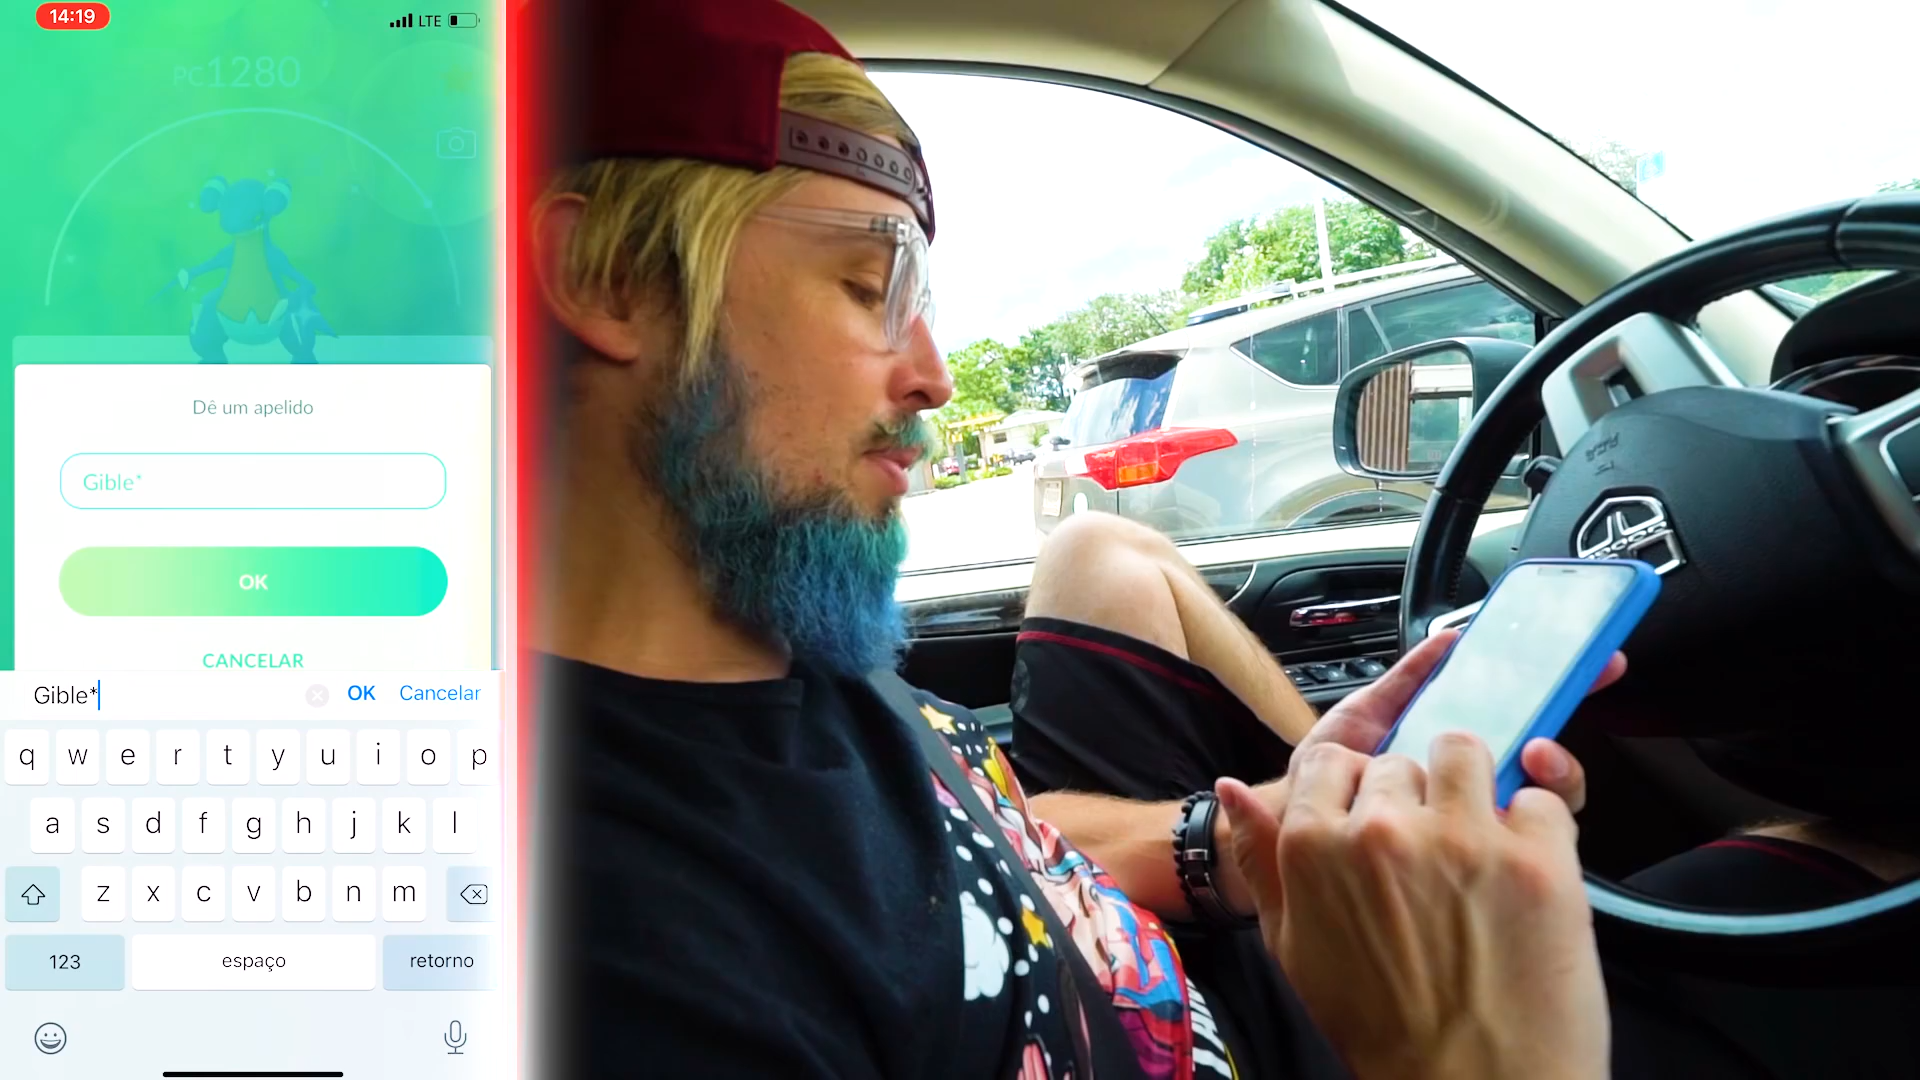 14:19
LTE
PC1280
Dê um apelido
Gible*
OK
CANCELAR
Gible*
OK Cancelar
q w e r t y u i o p
a s d f g h j k l
z x c v b n m
123 espaço retorno